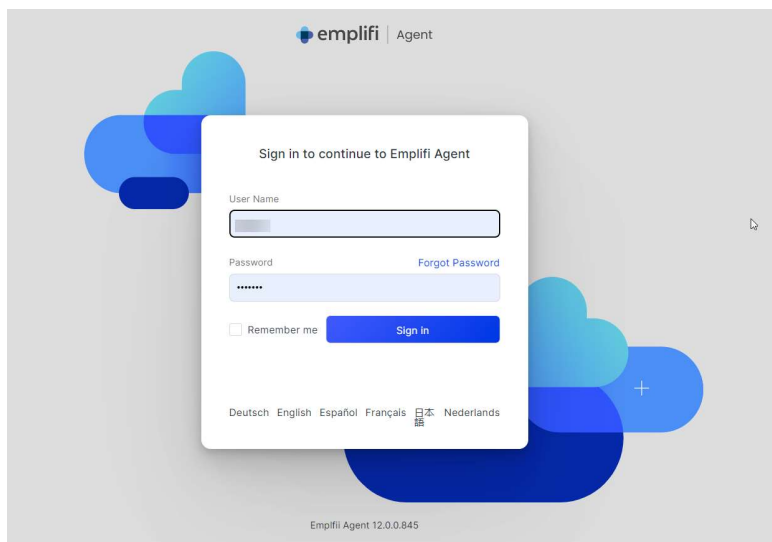 emplifi Agent
Sign in to continue to Emplifi Agent
User Name
Password Forgot Password
•••••••
Remember me Sign in
Deutsch English Español Français 日本語 Nederlands
Emplfii Agent 12.0.0.845